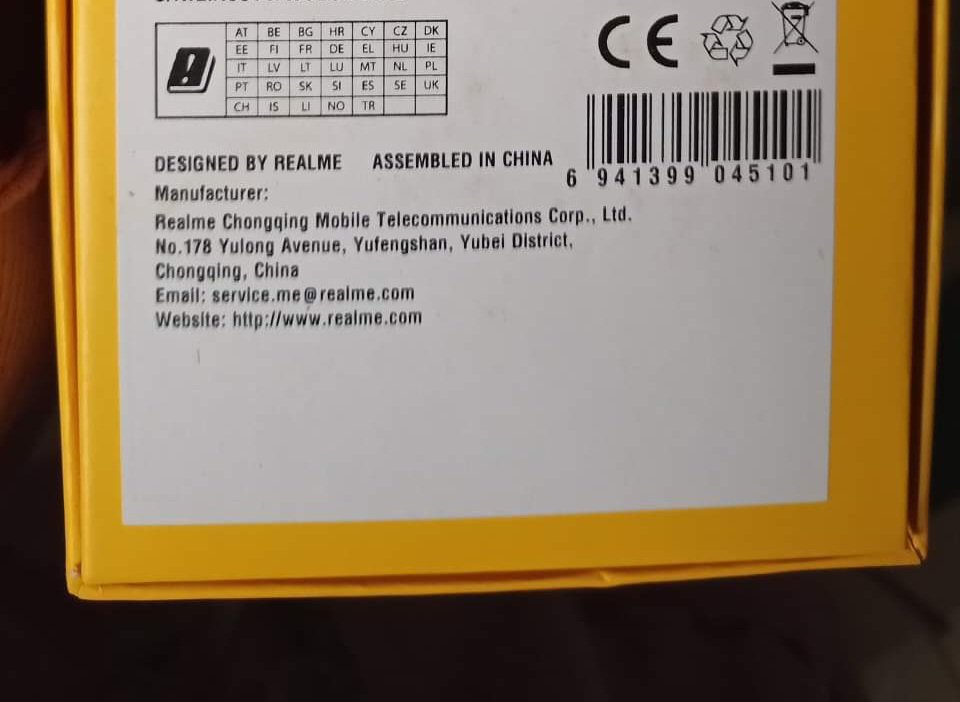 AT BE BG HR CY CZ DK
EE FI FR DE EL HU IE
IT LV LT LU MT NL PL
PT RO SK SI ES SE UK
CH IS LI NO TR
CE
6 941399 045101
DESIGNED BY REALME ASSEMBLED IN CHINA
Manufacturer:
Realme Chongqing Mobile Telecommunications Corp., Ltd.
No.178 Yulong Avenue, Yufengshan, Yubei District,
Chongqing, China
Email: service.me@realme.com
Website: http://www.realme.com